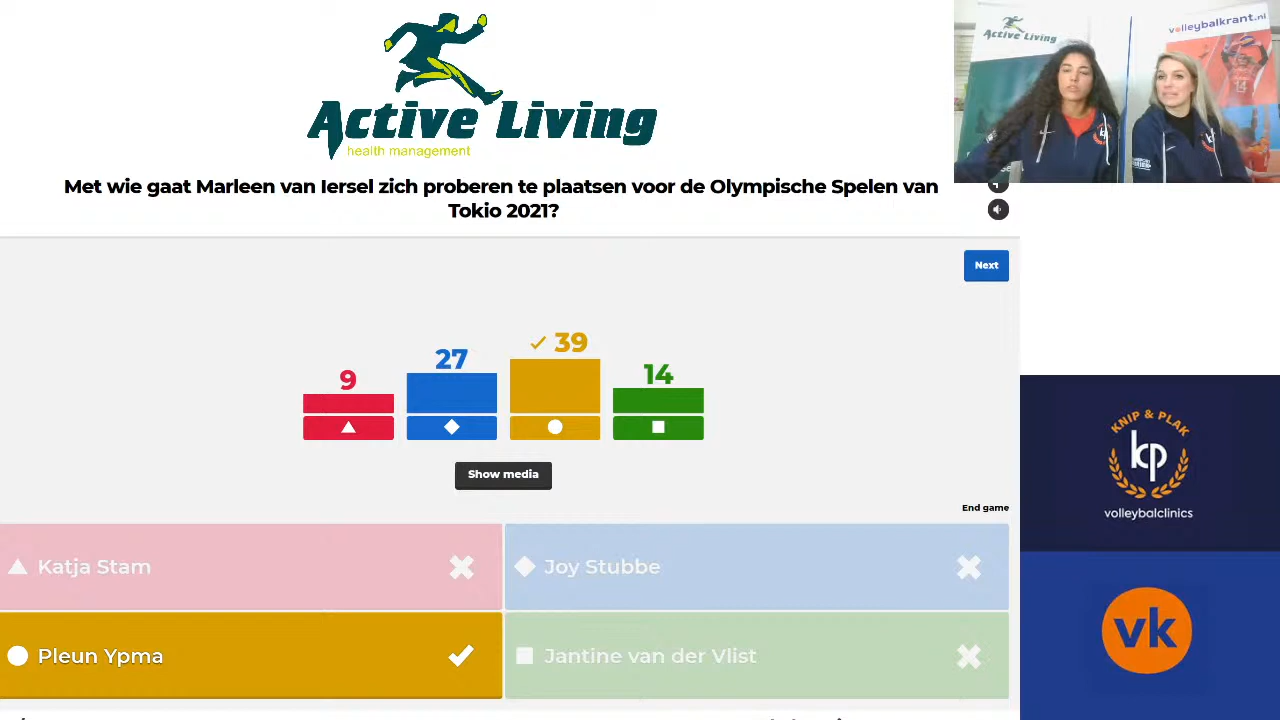 Active Living
health management
Met wie gaat Marleen van Iersel zich proberen te plaatsen voor de Olympische Spelen van
Tokio 2021?
Active Living
volleybalkrant.nl
14
Next
9
27
39
14
Show media
End game
Katja Stam
Joy Stubbe
Pleun Ypma
Jantine van der Vlist
KNIP & PLAK
kp
volleybalclinics
vk